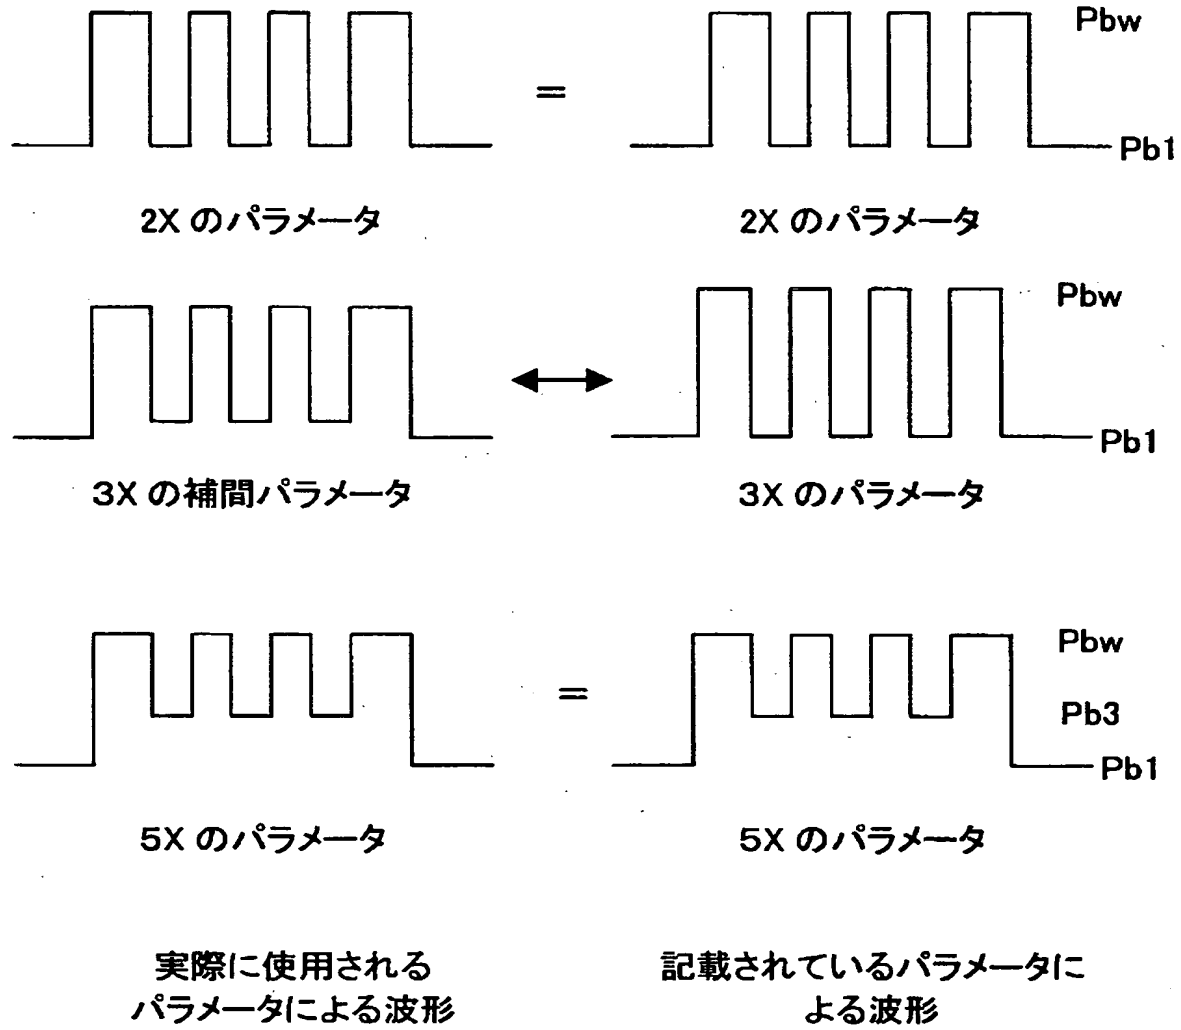 Pbw
=
Pb1
2X のパラメータ
2X のパラメータ
Pbw
Pb1
3X の補間パラメータ
3X のパラメータ
Pbw
=
Pb3
Pb1
5X のパラメータ
5X のパラメータ
実際に使用される
パラメータによる波形
記載されているパラメータに
よる波形